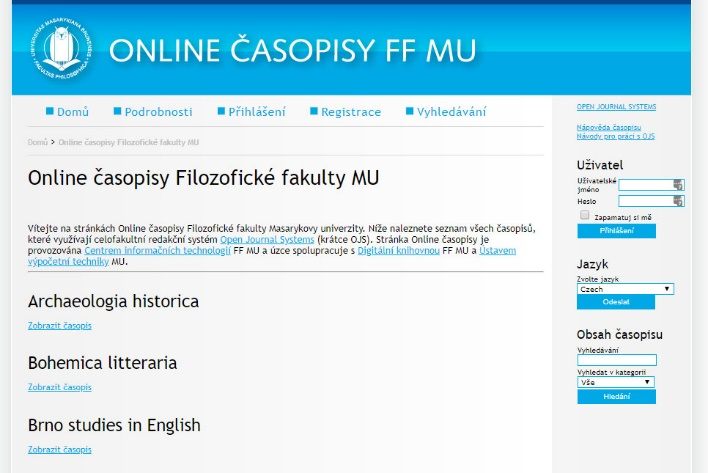 UNIVERSITAS MASARYKIANA BRUNENSIS
FACULTAS PHILOSOPHICA
ONLINE ČASOPISY FF MU
Domů Podrobnosti Přihlášení Registrace Vyhledávání
Domů > Online časopisy Filozofické fakulty MU
Online časopisy Filozofické fakulty MU
Vítejte na stránkách Online časopisy Filozofické fakulty Masarykovy univerzity. Níže naleznete seznam všech časopisů,
které využívají celofakultní redakční systém Open Journal Systems (krátce OJS). Stránka Online časopisy je
provozována Centrem informačních technologií FF MU a úzce spolupracuje s Digitální knihovnou FF MU a Ústavem
výpočetní techniky MU.
Archaeologia historica
Zobrazit časopis
Bohemica litteraria
Zobrazit časopis
Brno studies in English
Zobrazit časopis
OPEN JOURNAL SYSTEMS
Nápověda časopisu
Návody pro práci s OJS
Uživatel
Uživatelské
jméno
Heslo
Zapamatuj si mě
Přihlášení
Jazyk
Zvolte jazyk
Czech
Odeslat
Obsah časopisu
Vyhledávání
Vyhledat v kategorii
Vše
Hledání